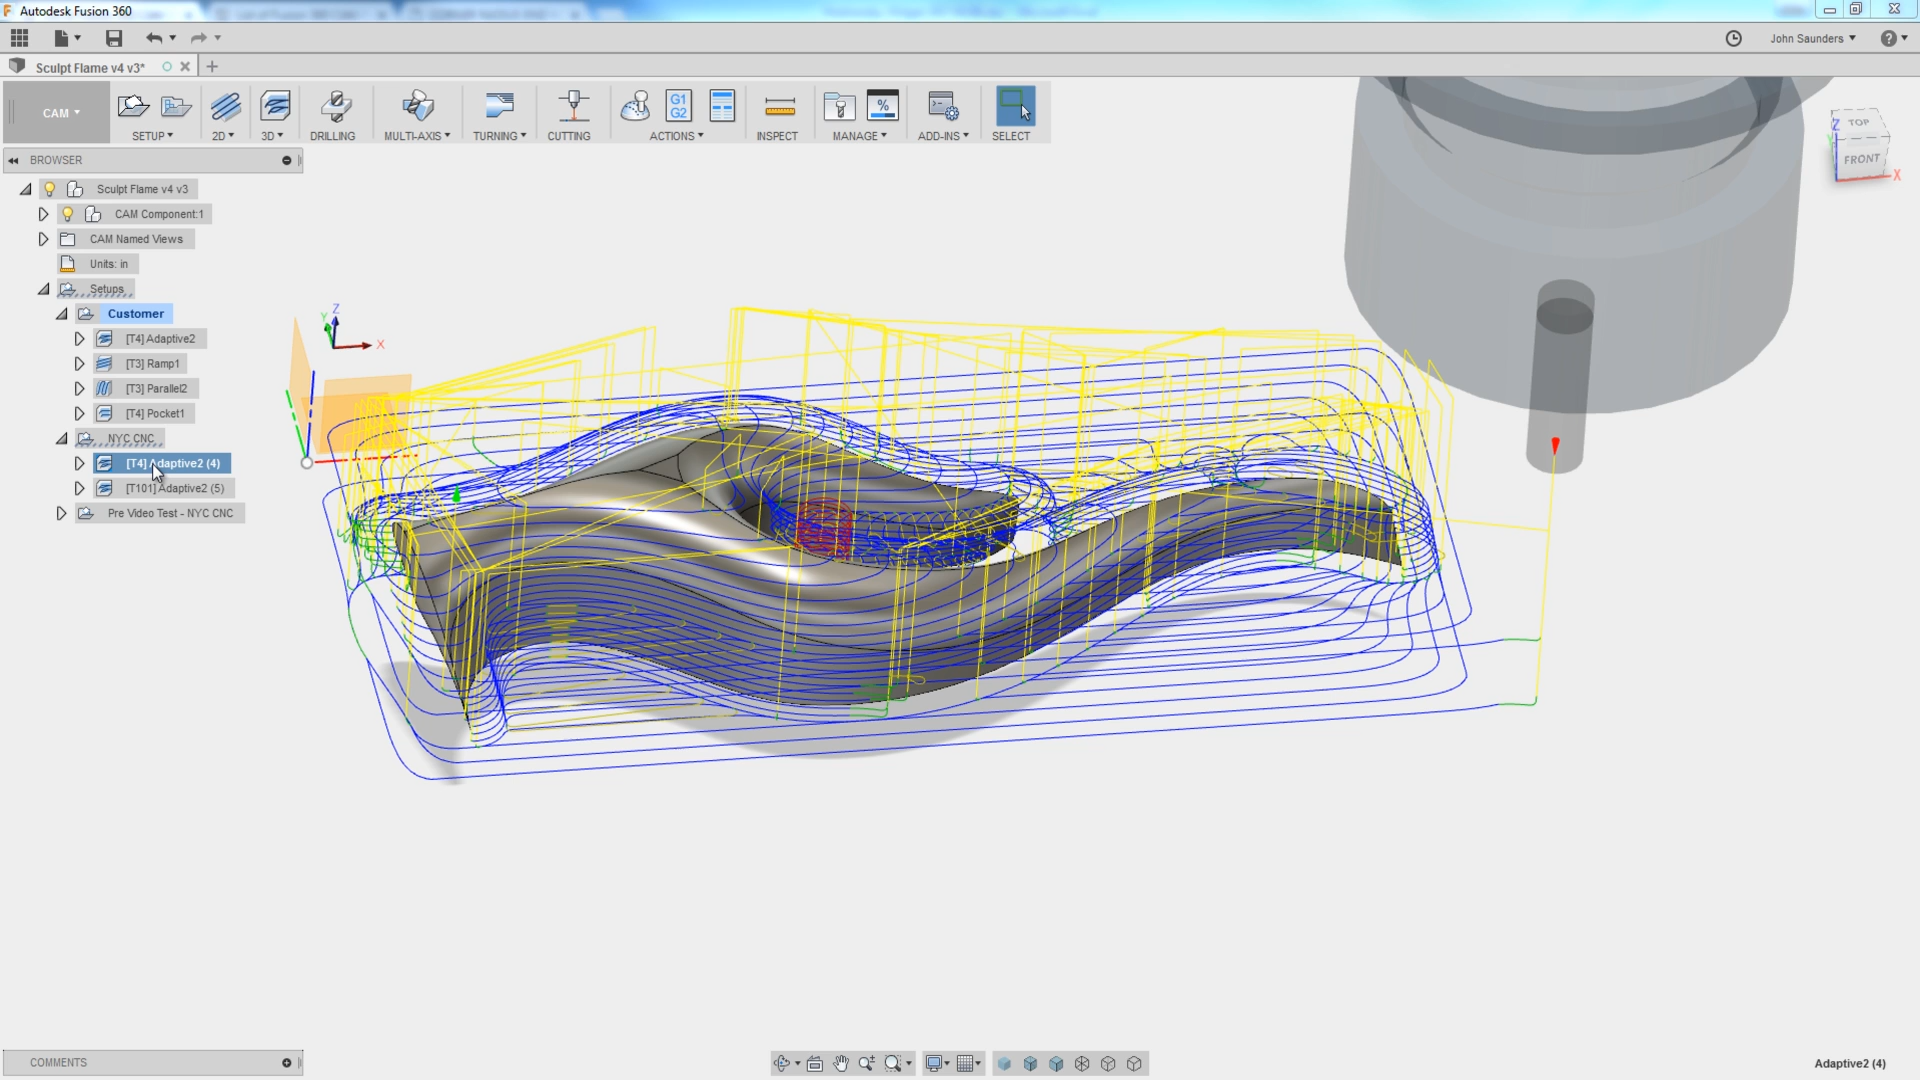 Autodesk Fusion 360
John Saunders
Sculpt Flame v4 v3*
CAM
G1
G2
%
SETUP
2D
3D
DRILLING
MULTI-AXIS
TURNING
CUTTING
ACTIONS
INSPECT
MANAGE
ADD-INS
SELECT
TOP
FRONT
Z
X
BROWSER
Sculpt Flame v4 v3
CAM Component:1
CAM Named Views
Units: in
Setups
Customer
[T4] Adaptive2
[T3] Ramp1
[T3] Parallel2
[T4] Pocket1
NYC CNC
[T4] Adaptive2 (4)
[T101] Adaptive2 (5)
Pre Video Test - NYC CNC
Z
Y
X
COMMENTS
Adaptive2 (4)